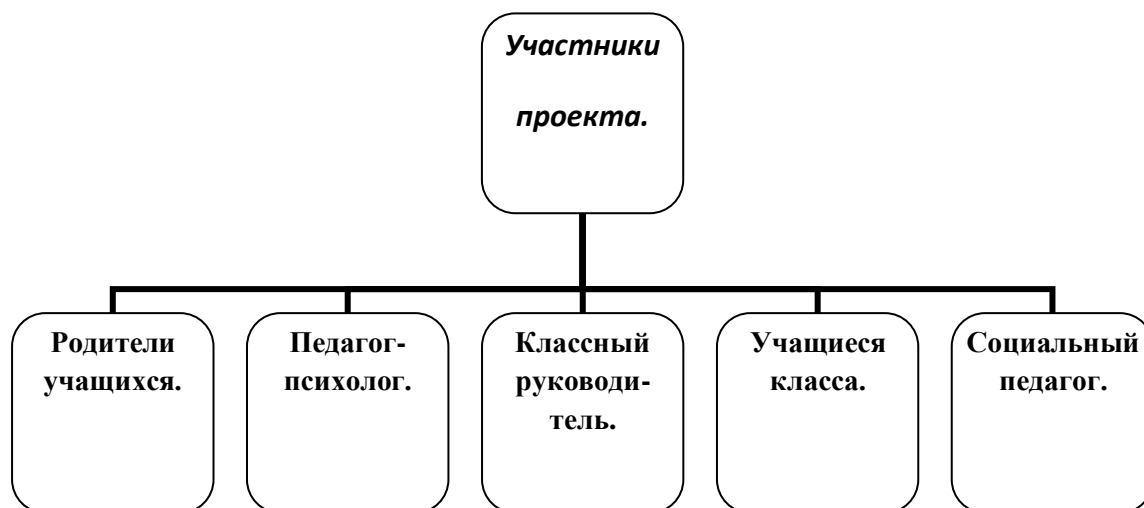 Участники
проекта.
Родители
учащихся.
Педагог-
психолог.
Классный
руководи-
тель.
Учащиеся
класса.
Социальный
педагог.